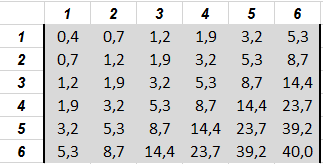 1 2 3 4 5 6
1 0,4 0,7 1,2 1,9 3,2 5,3
2 0,7 1,2 1,9 3,2 5,3 8,7
3 1,2 1,9 3,2 5,3 8,7 14,4
4 1,9 3,2 5,3 8,7 14,4 23,7
5 3,2 5,3 8,7 14,4 23,7 39,2
6 5,3 8,7 14,4 23,7 39,2 40,0